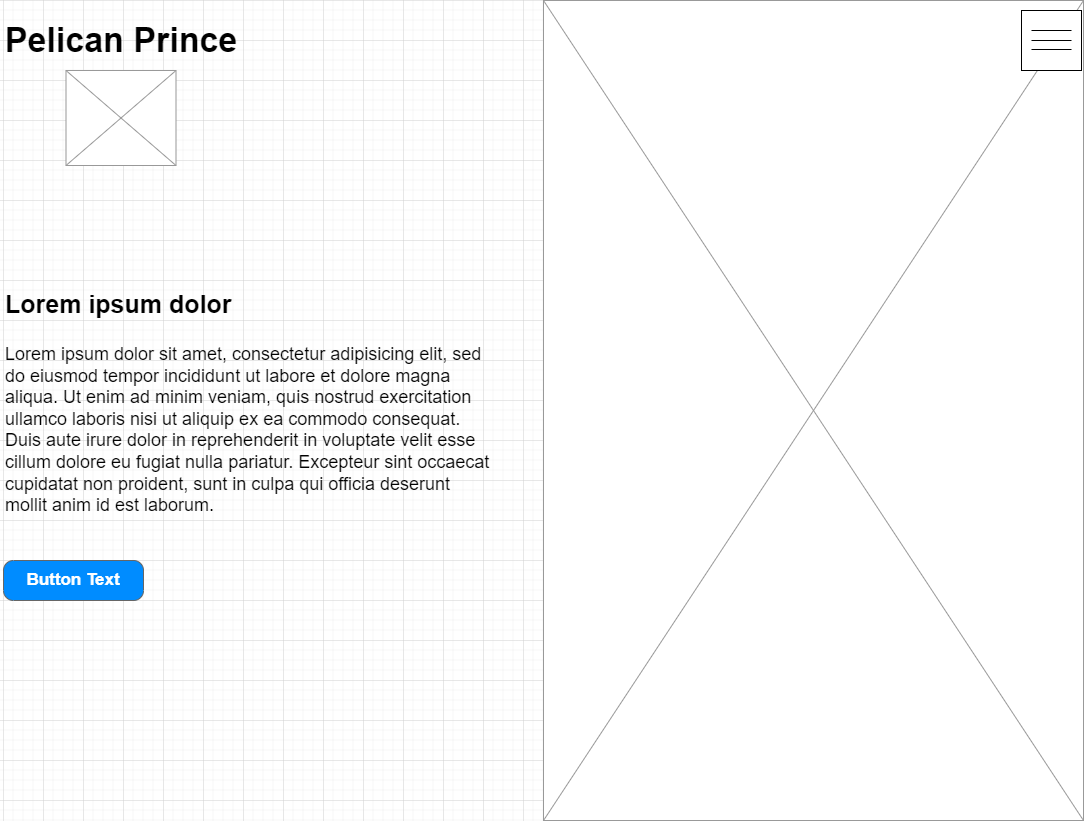 Pelican Prince
Lorem ipsum dolor
Lorem ipsum dolor sit amet, consectetur adipisicing elit, sed
do eiusmod tempor incididunt ut labore et dolore magna
aliqua. Ut enim ad minim veniam, quis nostrud exercitation
ullamco laboris nisi ut aliquip ex ea commodo consequat.
Duis aute irure dolor in reprehenderit in voluptate velit esse
cillum dolore eu fugiat nulla pariatur. Excepteur sint occaecat
cupidatat non proident, sunt in culpa qui officia deserunt
mollit anim id est laborum.
Button Text